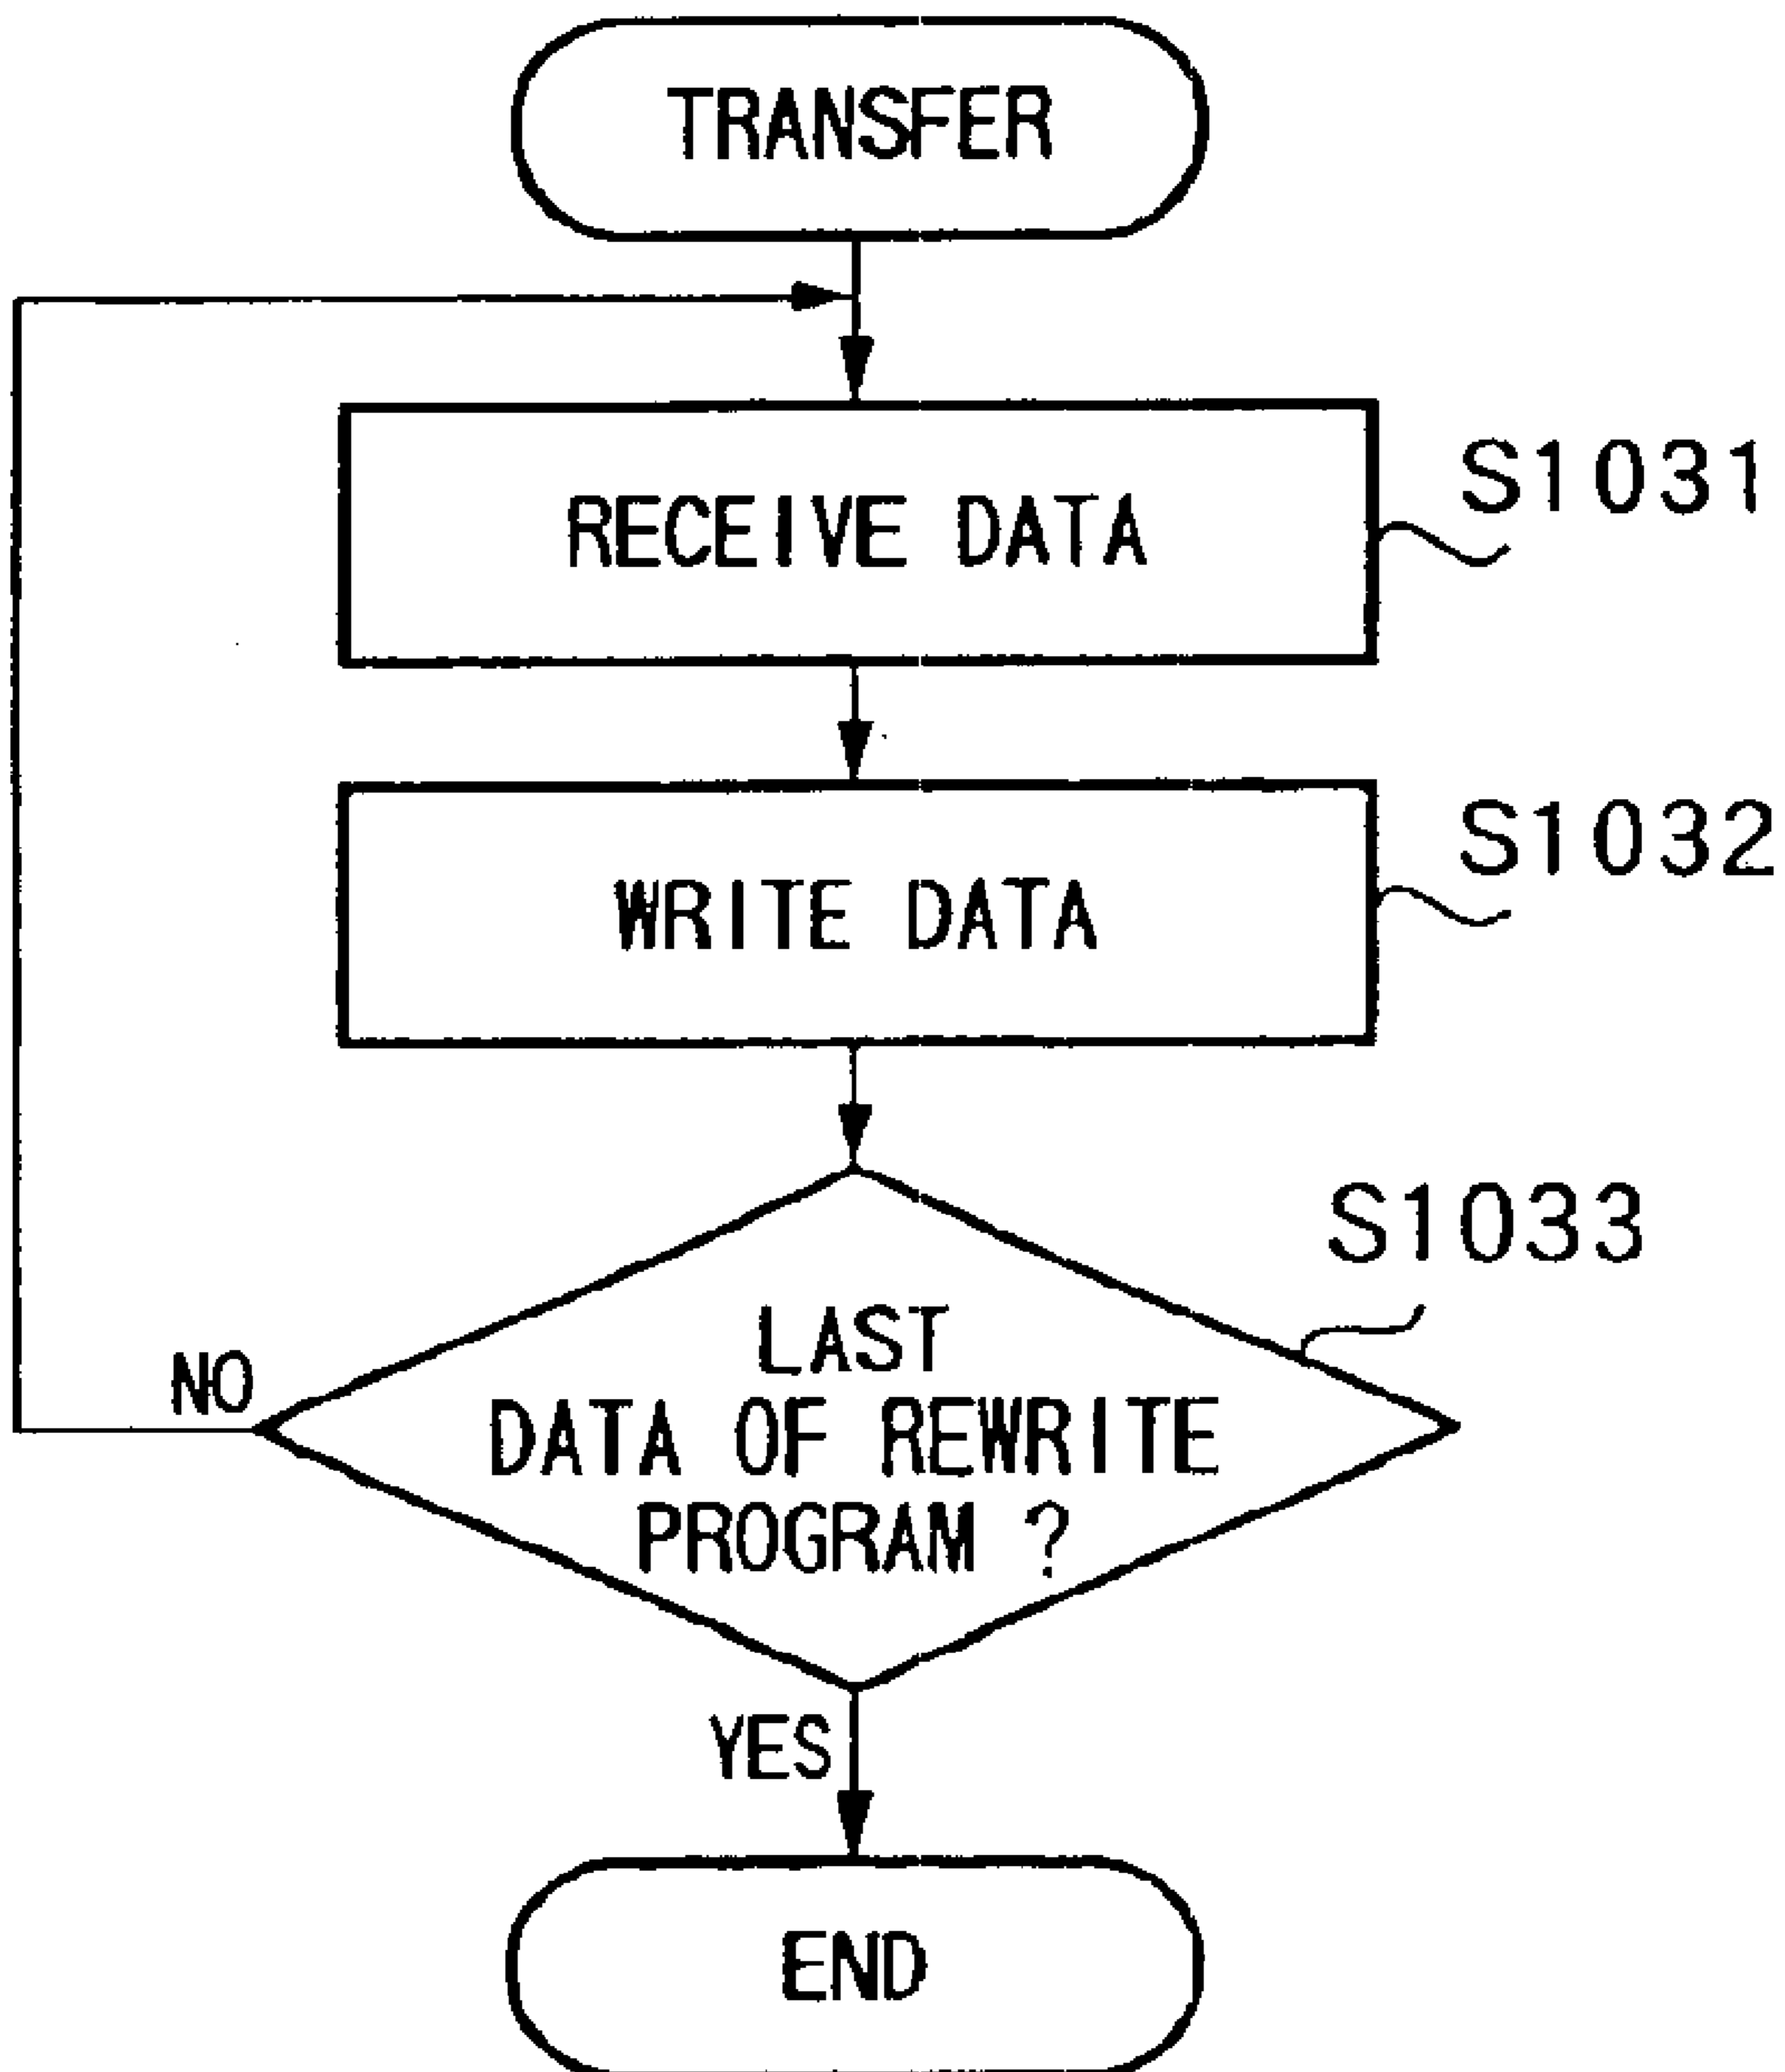 TRANSFER
RECEIVE DATA
S1031
WRITE DATA
S1032
S1033
LAST
DATA OF REWRITE
PROGRAM ?
NO
YES
END